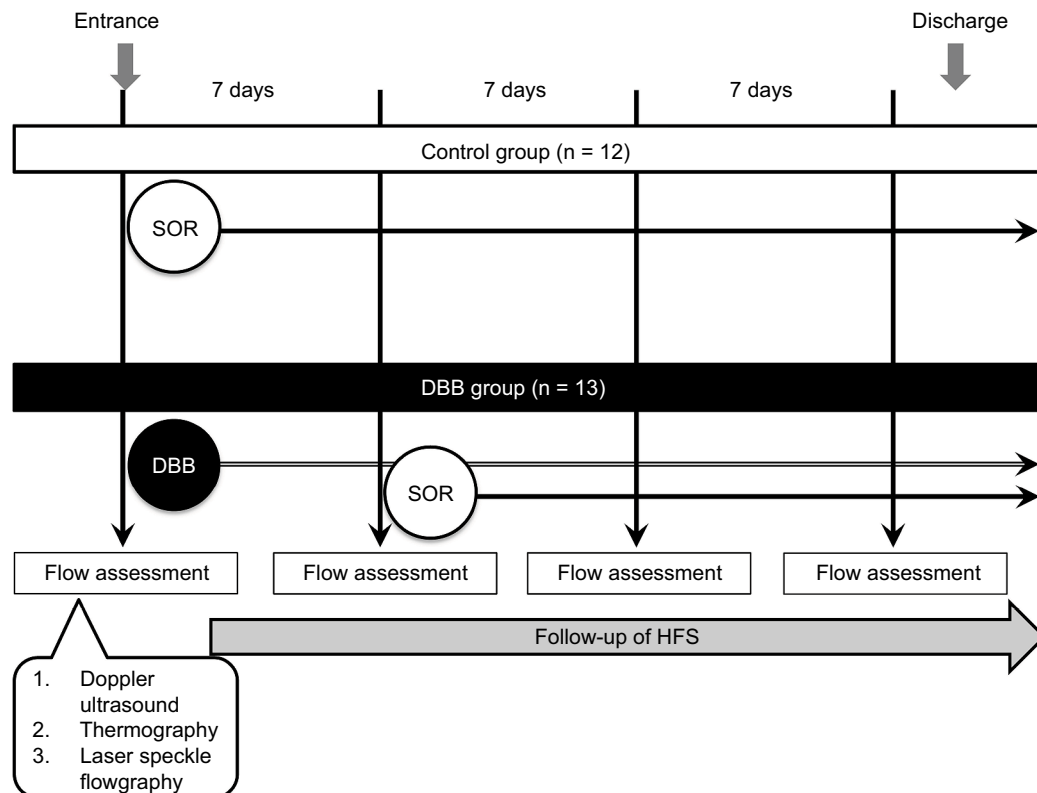 Entrance
Discharge
7 days
7 days
7 days
Control group (n = 12)
SOR
DBB group (n = 13)
DBB
SOR
Flow assessment
Flow assessment
Flow assessment
Flow assessment
Follow-up of HFS
1. Doppler
ultrasound
2. Thermography
3. Laser speckle
flowgraphy